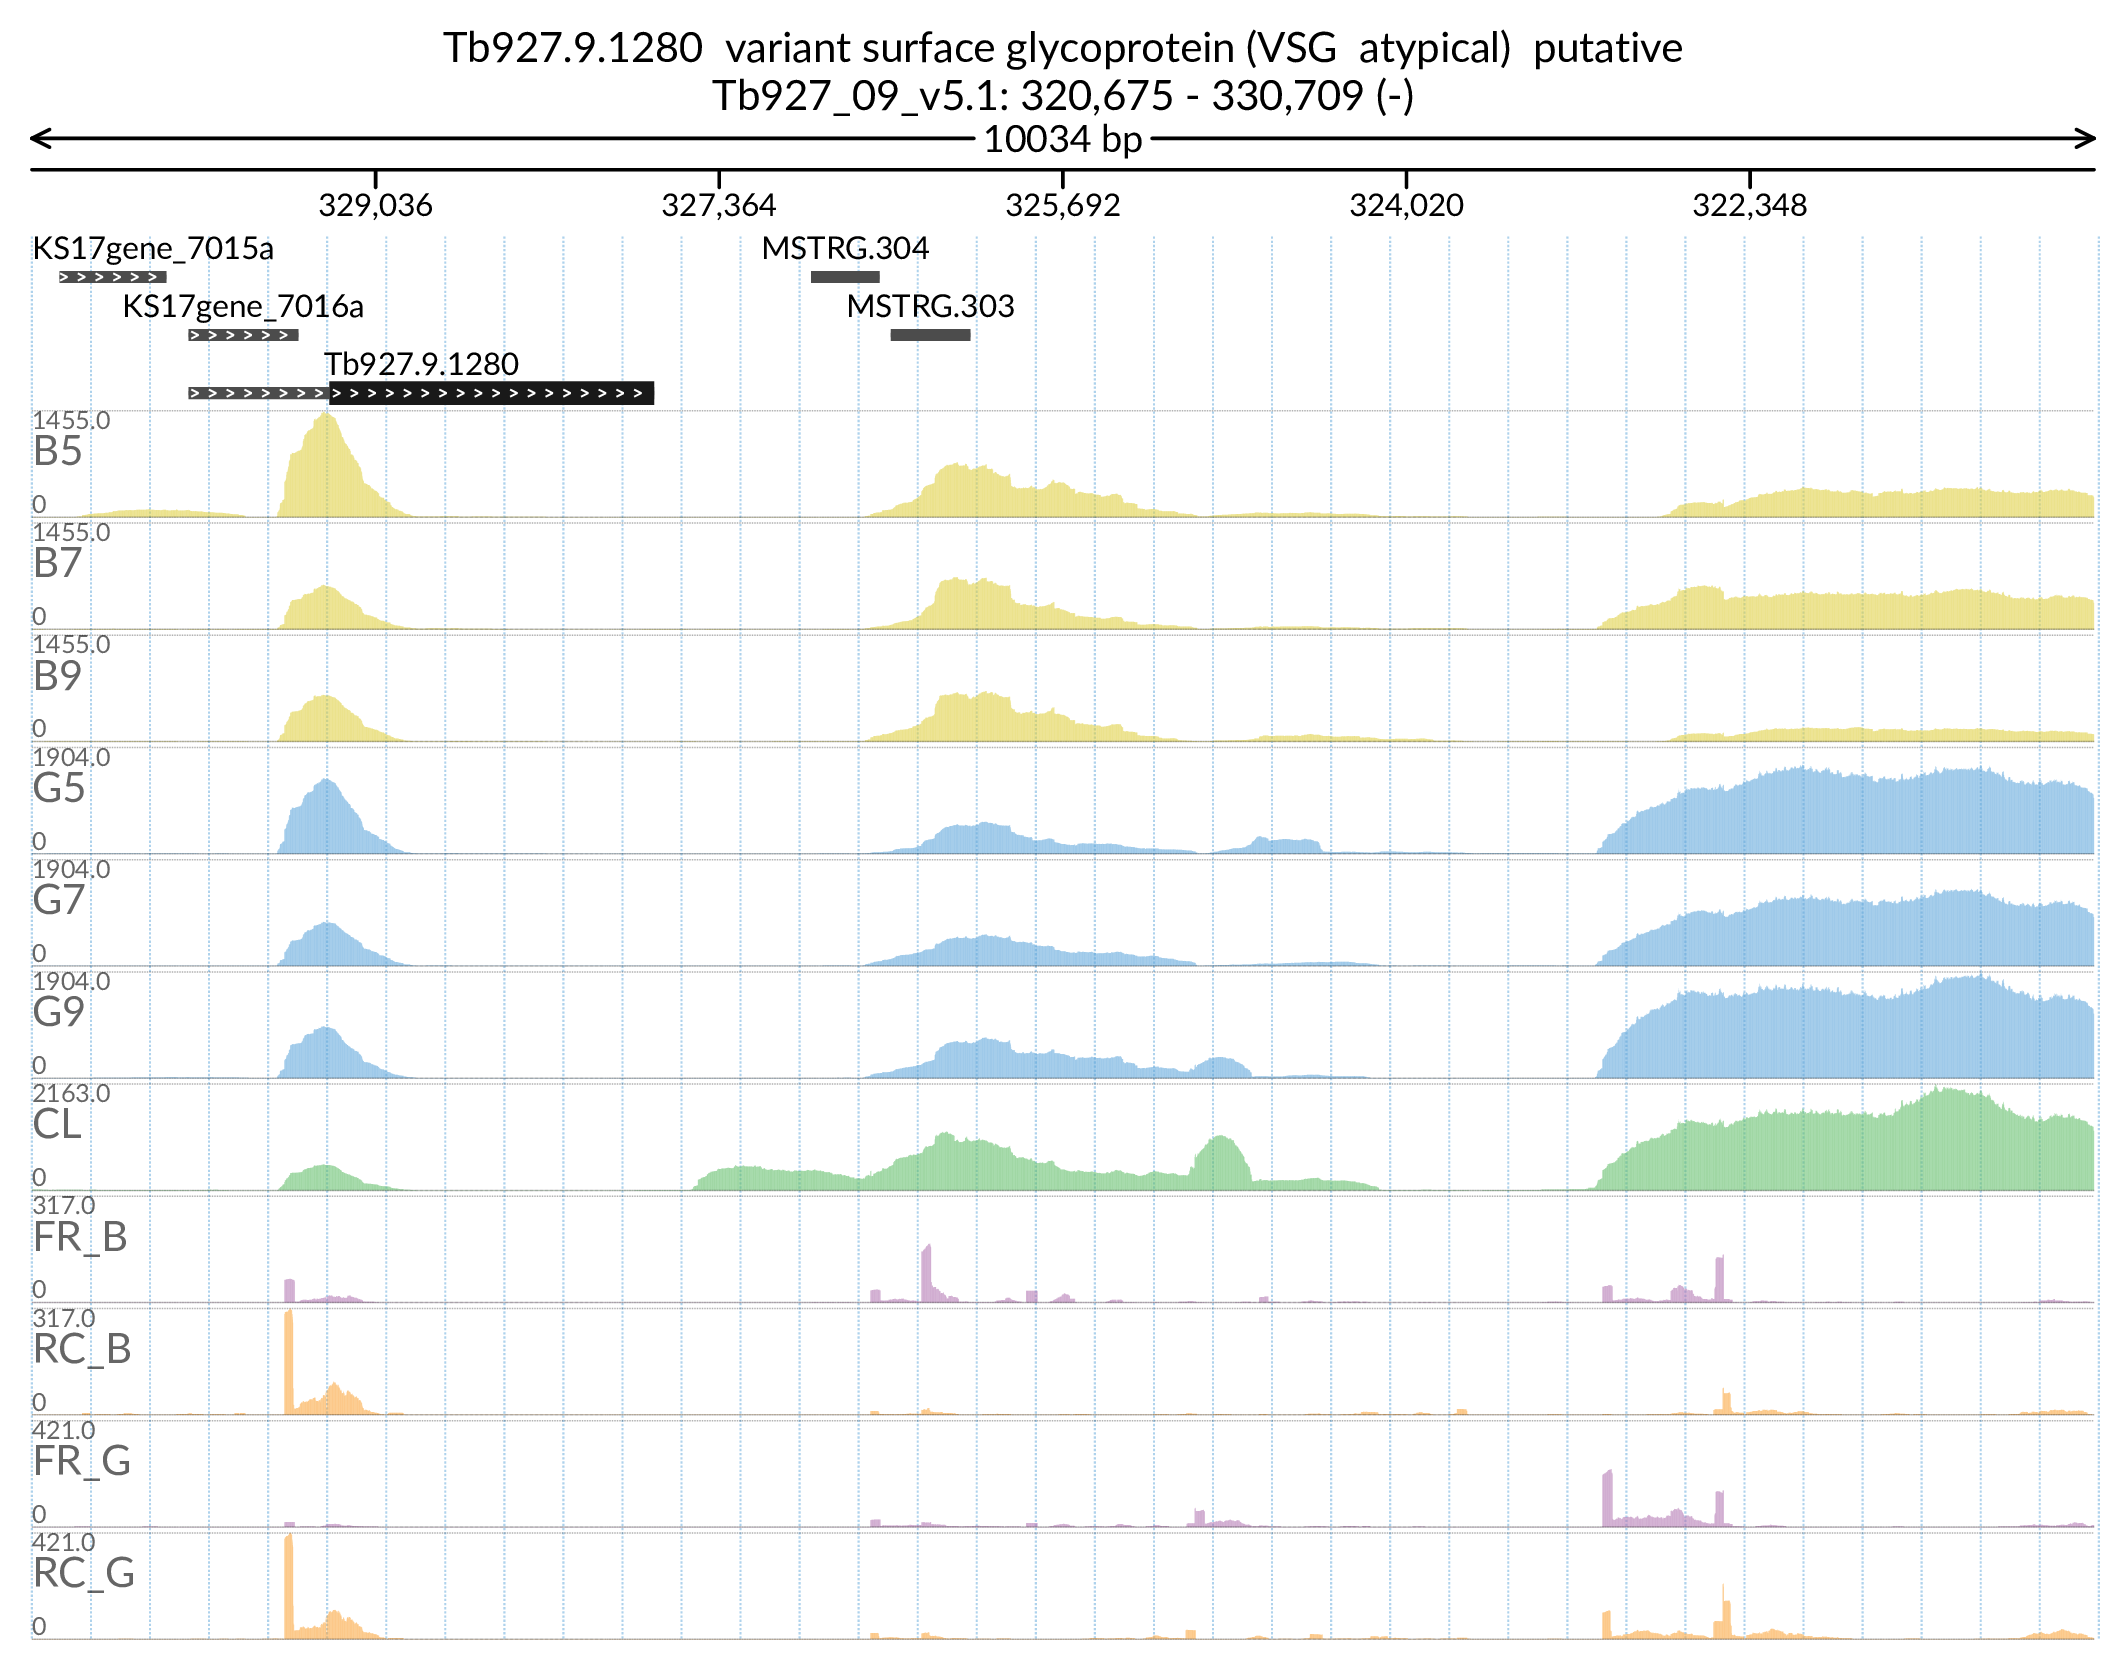 Tb927.9.1280  variant surface glycoprotein (VSG  atypical)  putative
Tb927_09_v5.1: 320,675 - 330,709 (-)
10034 bp
329,036 327,364 325,692 324,020 322,348
KS17gene_7015a MSTRG.304
KS17gene_7016a MSTRG.303
Tb927.9.1280
1455.0
B5
0
1455.0
B7
0
1455.0
B9
0
1904.0
G5
0
1904.0
G7
0
1904.0
G9
0
2163.0
CL
0
317.0
FR_B
0
317.0
RC_B
0
421.0
FR_G
0
421.0
RC_G
0